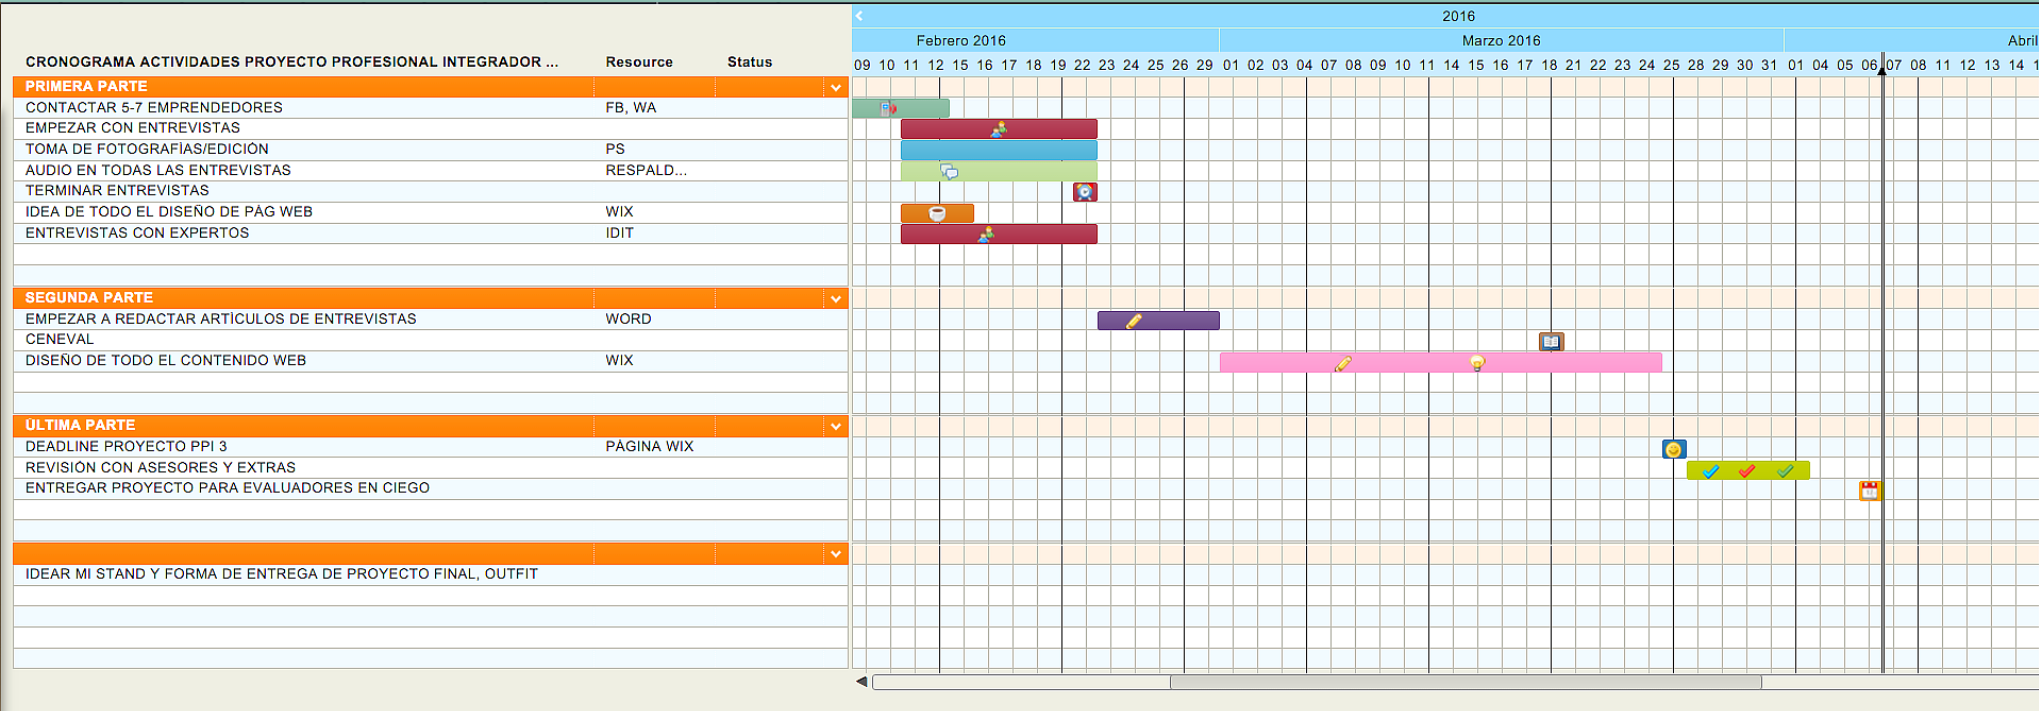 2016
Febrero 2016 Marzo 2016 Abril
CRONOGRAMA ACTIVIDADES PROYECTO PROFESIONAL INTEGRADOR ... Resource Status
09 10 11 12 15 16 17 18 19 22 23 24 25 26 29 01 02 03 04 07 08 09 10 11 14 15 16 17 18 21 22 23 24 25 28 29 30 31 01 04 05 06 07 08 11 12 13 14 1
PRIMERA PARTE
CONTACTAR 5-7 EMPRENDEDORES FB, WA
EMPEZAR CON ENTREVISTAS
TOMA DE FOTOGRAFÍAS/EDICIÓN PS
AUDIO EN TODAS LAS ENTREVISTAS RESPALD...
TERMINAR ENTREVISTAS
IDEA DE TODO EL DISEÑO DE PÁG WEB WIX
ENTREVISTAS CON EXPERTOS IDIT
SEGUNDA PARTE
EMPEZAR A REDACTAR ARTÍCULOS DE ENTREVISTAS WORD
CENEVAL
DISEÑO DE TODO EL CONTENIDO WEB WIX
ÚLTIMA PARTE
DEADLINE PROYECTO PPI 3 PÁGINA WIX
REVISIÓN CON ASESORES Y EXTRAS
ENTREGAR PROYECTO PARA EVALUADORES EN CIEGO
IDEAR MI STAND Y FORMA DE ENTREGA DE PROYECTO FINAL, OUTFIT